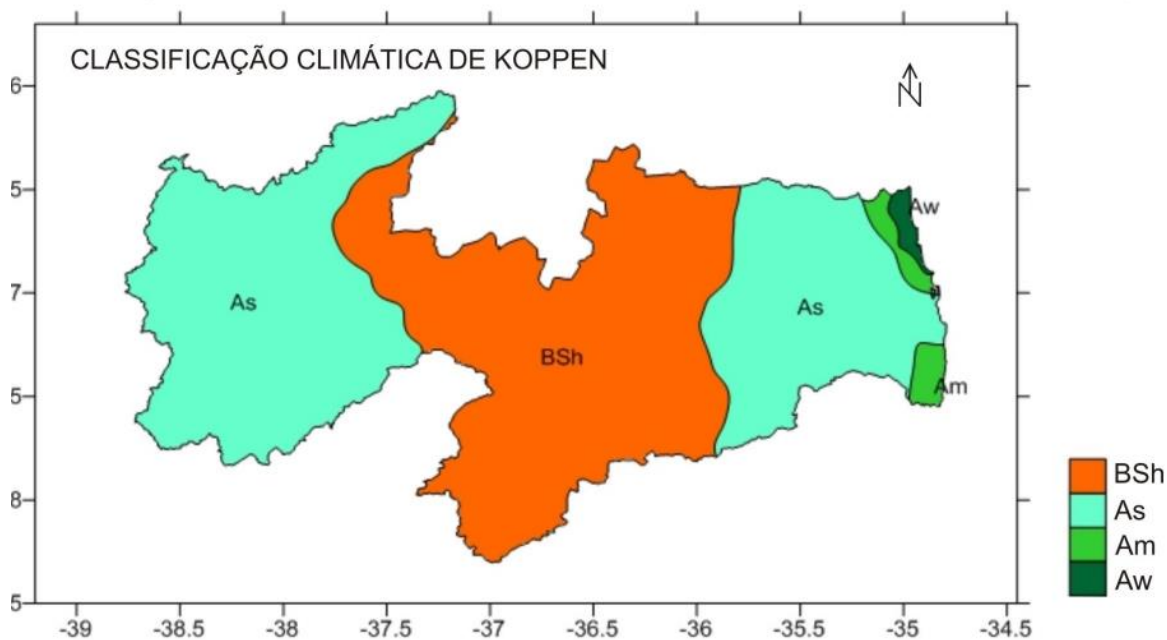 CLASSIFICAÇÃO CLIMÁTICA DE KOPPEN
N
6
5
7
5
8
5
Aw
As
As
BSh
Am
BSh
As
Am
Aw
-39 -38.5 -38 -37.5 -37 -36.5 -36 -35.5 -35 -34.5